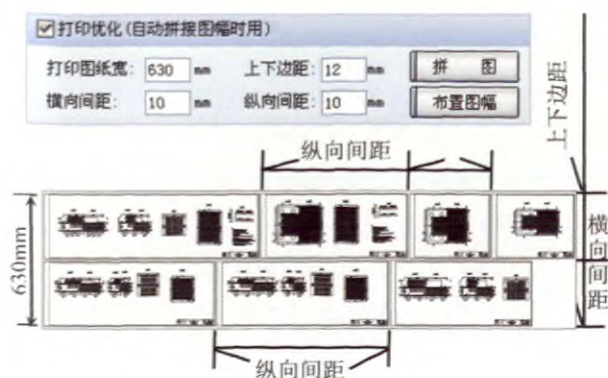 打印优化(自动拼接图幅时用)
打印图纸宽: 630 mm 上下边距: 12 mm 拼 图
横向间距: 10 mm 纵向间距: 10 mm 布置图幅
上下边距
纵向间距
630mm
横向间距
纵向间距